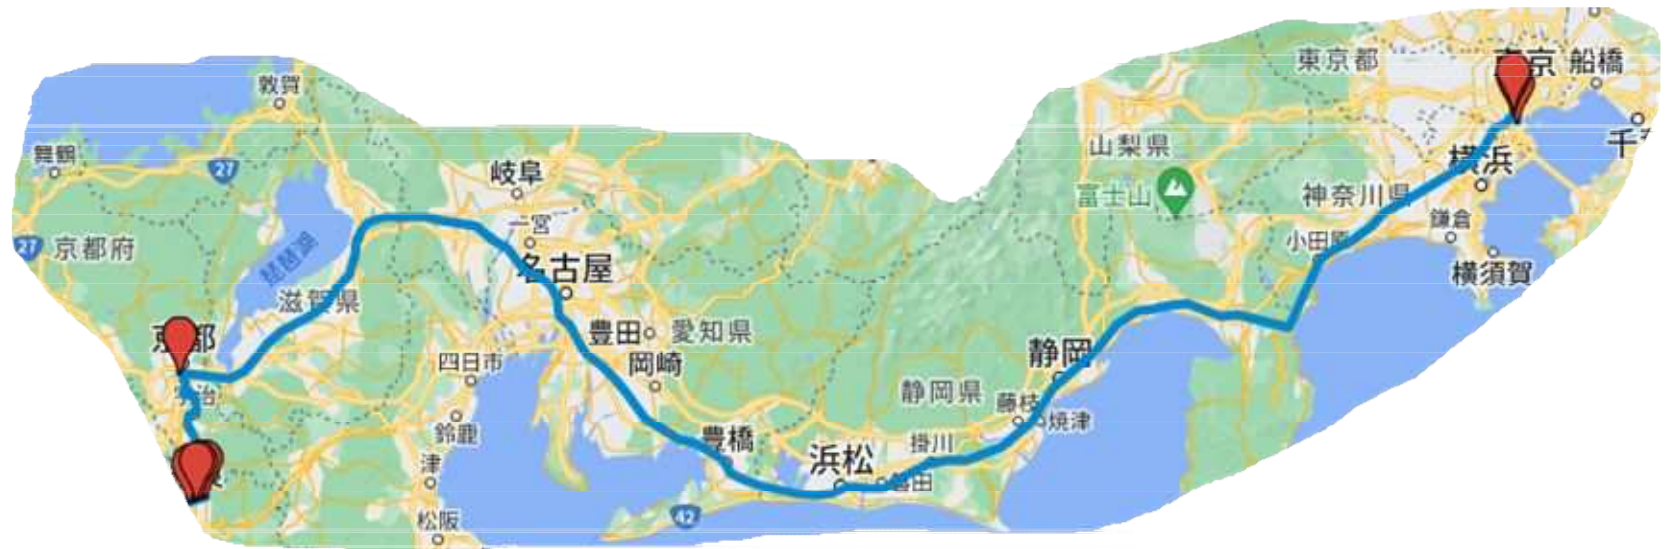 東京都
船橋
敦賀
舞鶴
27
山梨県
横浜
岐阜
富士山
神奈川県
一宮
鎌倉
27
京都府
琵琶湖
名古屋
小田原
横須賀
滋賀県
豊田
愛知県
京都
四日市
岡崎
静岡
静岡県
宇治
藤枝
焼津
鈴鹿
豊橋
掛川
津
浜松
磐田
松阪
42